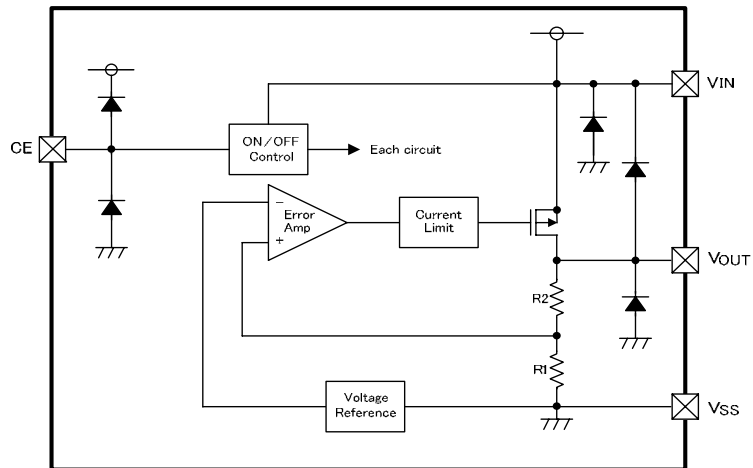 VIN
CE
ON/OFF
Control
Each circuit
−
Error
Amp
+
Current
Limit
VOUT
R2
R1
Voltage
Reference
VSS